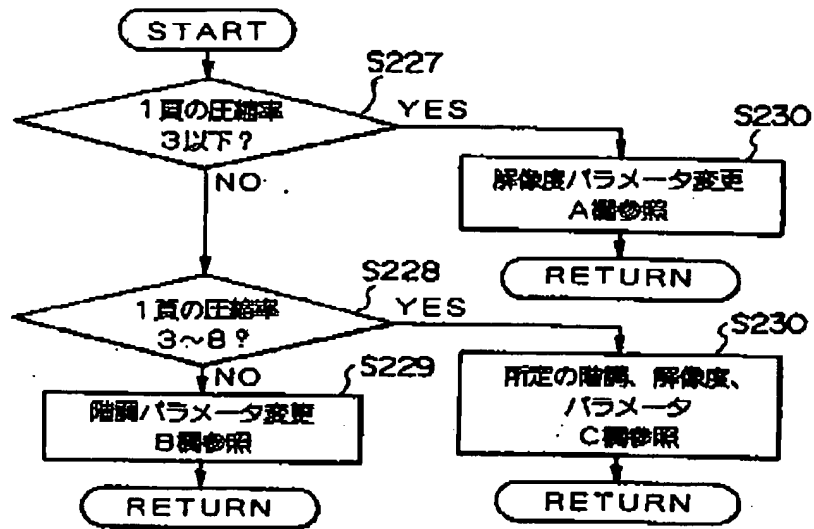 START
S227
1頁の圧縮率
3以下?
YES
S230
解像度パラメータ変更
A欄参照
RETURN
NO
S228
1頁の圧縮率
3〜8?
YES
S230
所定の階調、解像度、
パラメータ
C欄参照
RETURN
NO
S229
階調パラメータ変更
B欄参照
RETURN